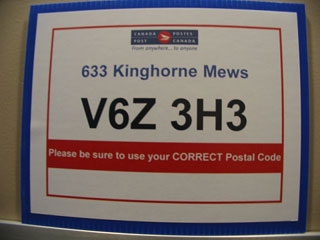 CANADA POSTES
POST CANADA
From anywhere... to anyone
633 Kinghorne Mews
V6Z 3H3
Please be sure to use your CORRECT Postal Code